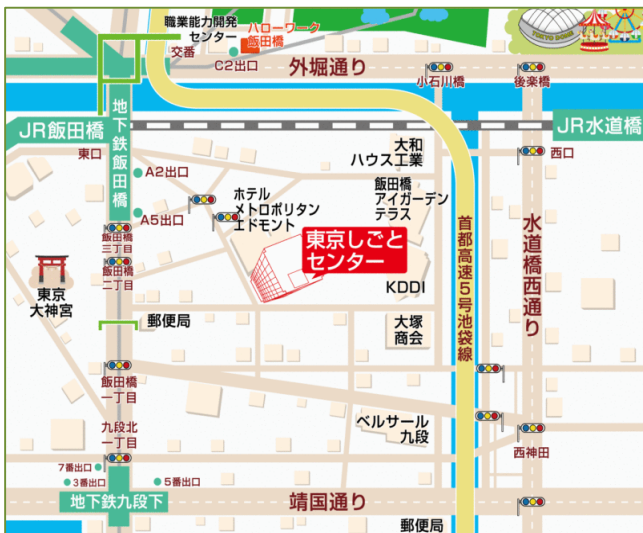 職業能力開発
センター
ハローワーク
飯田橋
交番
C2出口
TOKYO DOME
外堀通り
小石川橋
後楽橋
JR飯田橋
地下鉄飯田橋
JR水道橋
東口
西口
A2出口
A5出口
大和
ハウス工業
ホテル
メトロポリタン
エドモント
飯田橋
アイガーデン
テラス
東京しごと
センター
首都高速5号池袋線
水道橋西通り
飯田橋
三丁目
飯田橋
二丁目
東京
大神宮
KDDI
郵便局
大塚
商会
飯田橋
一丁目
九段北
一丁目
ベルサール
九段
西神田
7番出口
3番出口
5番出口
地下鉄九段下
靖国通り
郵便局